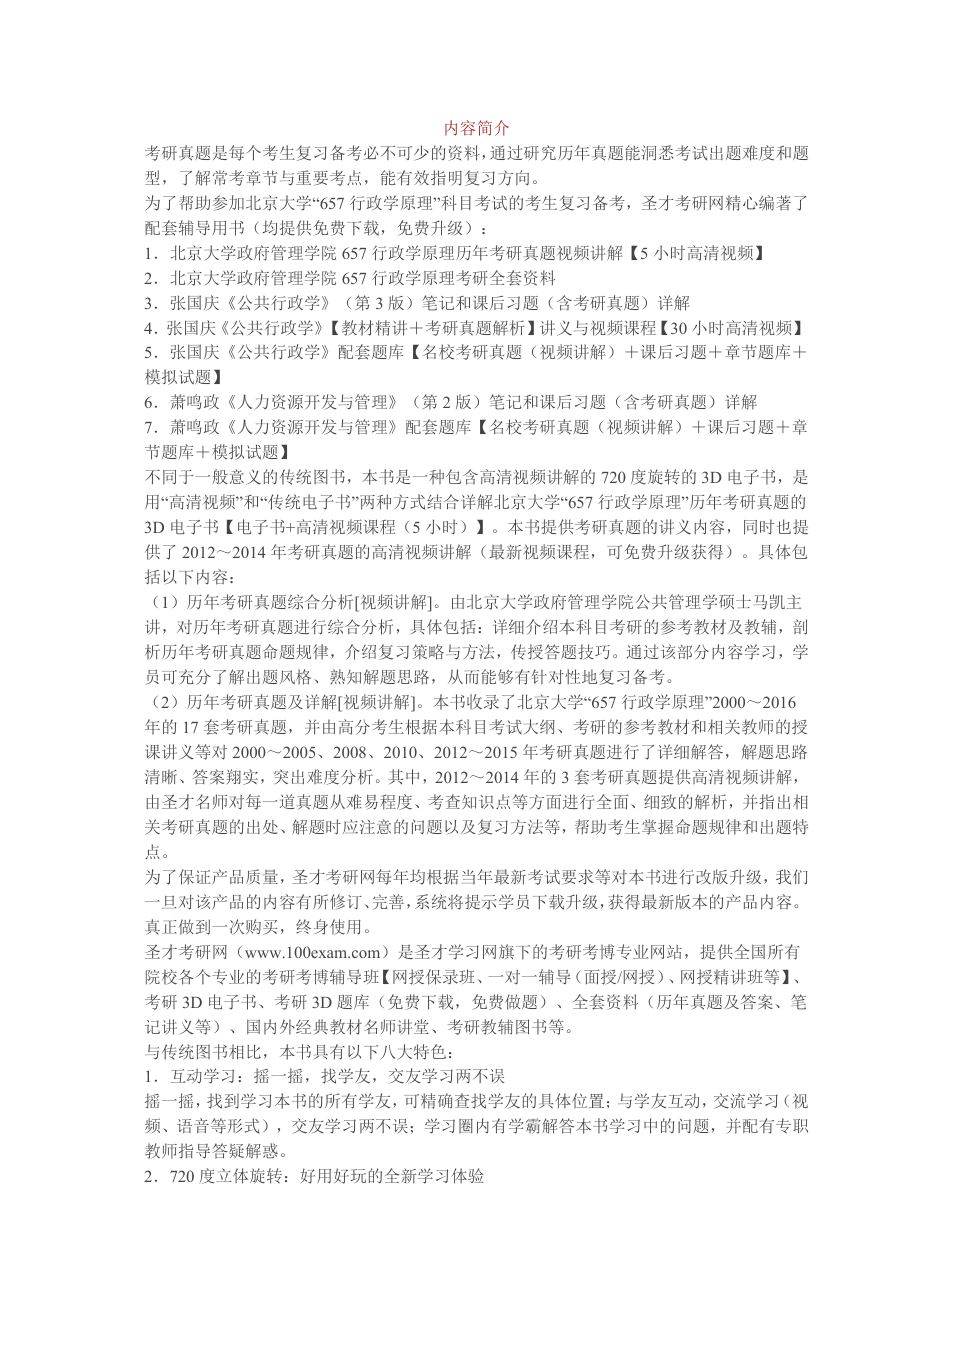 内容简介
考研真题是每个考生复习备考必不可少的资料，通过研究历年真题能洞悉考试出题难度和题
型，了解常考章节与重要考点，能有效指明复习方向。
为了帮助参加北京大学“657 行政学原理”科目考试的考生复习备考，圣才考研网精心编著了
配套辅导用书（均提供免费下载，免费升级）：
1．北京大学政府管理学院 657 行政学原理历年考研真题视频讲解【5 小时高清视频】
2．北京大学政府管理学院 657 行政学原理考研全套资料
3．张国庆《公共行政学》（第 3 版）笔记和课后习题（含考研真题）详解
4．张国庆《公共行政学》【教材精讲＋考研真题解析】讲义与视频课程【30 小时高清视频】
5．张国庆《公共行政学》配套题库【名校考研真题（视频讲解）＋课后习题＋章节题库＋
模拟试题】
6．萧鸣政《人力资源开发与管理》（第 2 版）笔记和课后习题（含考研真题）详解
7．萧鸣政《人力资源开发与管理》配套题库【名校考研真题（视频讲解）＋课后习题＋章
节题库＋模拟试题】
不同于一般意义的传统图书，本书是一种包含高清视频讲解的 720 度旋转的 3D 电子书，是
用“高清视频”和“传统电子书”两种方式结合详解北京大学“657 行政学原理”历年考研真题的
3D 电子书【电子书+高清视频课程（5 小时）】。本书提供考研真题的讲义内容，同时也提
供了 2012～2014 年考研真题的高清视频讲解（最新视频课程，可免费升级获得）。具体包
括以下内容：
（1）历年考研真题综合分析[视频讲解]。由北京大学政府管理学院公共管理学硕士马凯主
讲，对历年考研真题进行综合分析，具体包括：详细介绍本科目考研的参考教材及教辅，剖
析历年考研真题命题规律，介绍复习策略与方法，传授答题技巧。通过该部分内容学习，学
员可充分了解出题风格、熟知解题思路，从而能够有针对性地复习备考。
（2）历年考研真题及详解[视频讲解]。本书收录了北京大学“657 行政学原理”2000～2016
年的 17 套考研真题，并由高分考生根据本科目考试大纲、考研的参考教材和相关教师的授
课讲义等对 2000～2005、2008、2010、2012～2015 年考研真题进行了详细解答，解题思路
清晰、答案翔实，突出难度分析。其中，2012～2014 年的 3 套考研真题提供高清视频讲解，
由圣才名师对每一道真题从难易程度、考查知识点等方面进行全面、细致的解析，并指出相
关考研真题的出处、解题时应注意的问题以及复习方法等，帮助考生掌握命题规律和出题特
点。
为了保证产品质量，圣才考研网每年均根据当年最新考试要求等对本书进行改版升级，我们
一旦对该产品的内容有所修订、完善，系统将提示学员下载升级，获得最新版本的产品内容。
真正做到一次购买，终身使用。
圣才考研网（www.100exam.com）是圣才学习网旗下的考研考博专业网站，提供全国所有
院校各个专业的考研考博辅导班【网授保录班、一对一辅导（面授/网授）、网授精讲班等】、
考研 3D 电子书、考研 3D 题库（免费下载，免费做题）、全套资料（历年真题及答案、笔
记讲义等）、国内外经典教材名师讲堂、考研教辅图书等。
与传统图书相比，本书具有以下八大特色：
1．互动学习：摇一摇，找学友，交友学习两不误
摇一摇，找到学习本书的所有学友，可精确查找学友的具体位置；与学友互动，交流学习（视
频、语音等形式），交友学习两不误；学习圈内有学霸解答本书学习中的问题，并配有专职
教师指导答疑解惑。
2．720 度立体旋转：好用好玩的全新学习体验